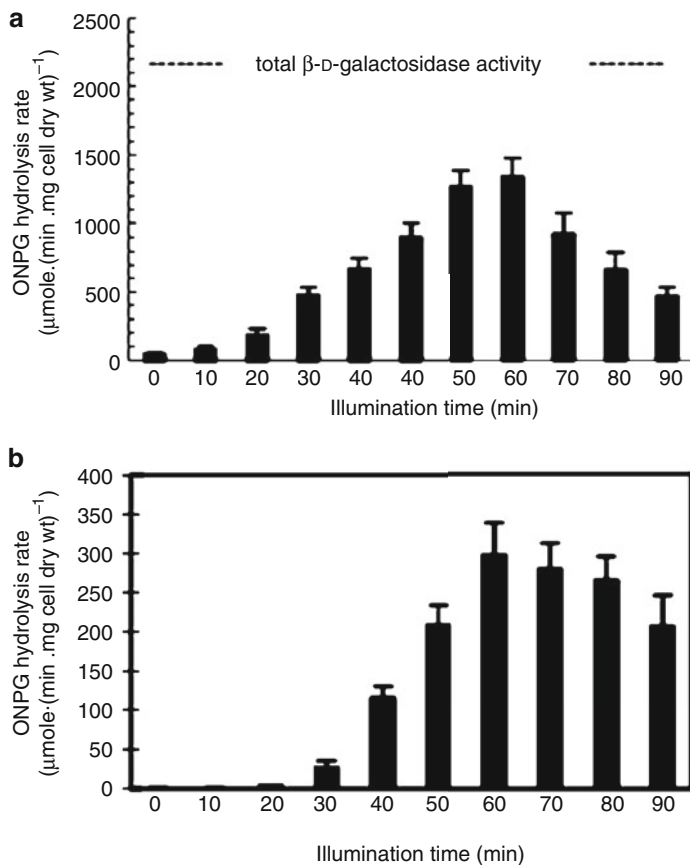 a
ONPG hydrolysis rate
(μmole.(min .mg cell dry wt)⁻¹
2500
2000
1500
1000
500
0
total β-D-galactosidase activity
0 10 20 30 40 40 50 60 70 80 90
Illumination time (min)
b
ONPG hydrolysis rate
(μmole·(min .mg cell dry wt)⁻¹
400
350
300
250
200
150
100
50
0
0 10 20 30 40 50 60 70 80 90
Illumination time (min)